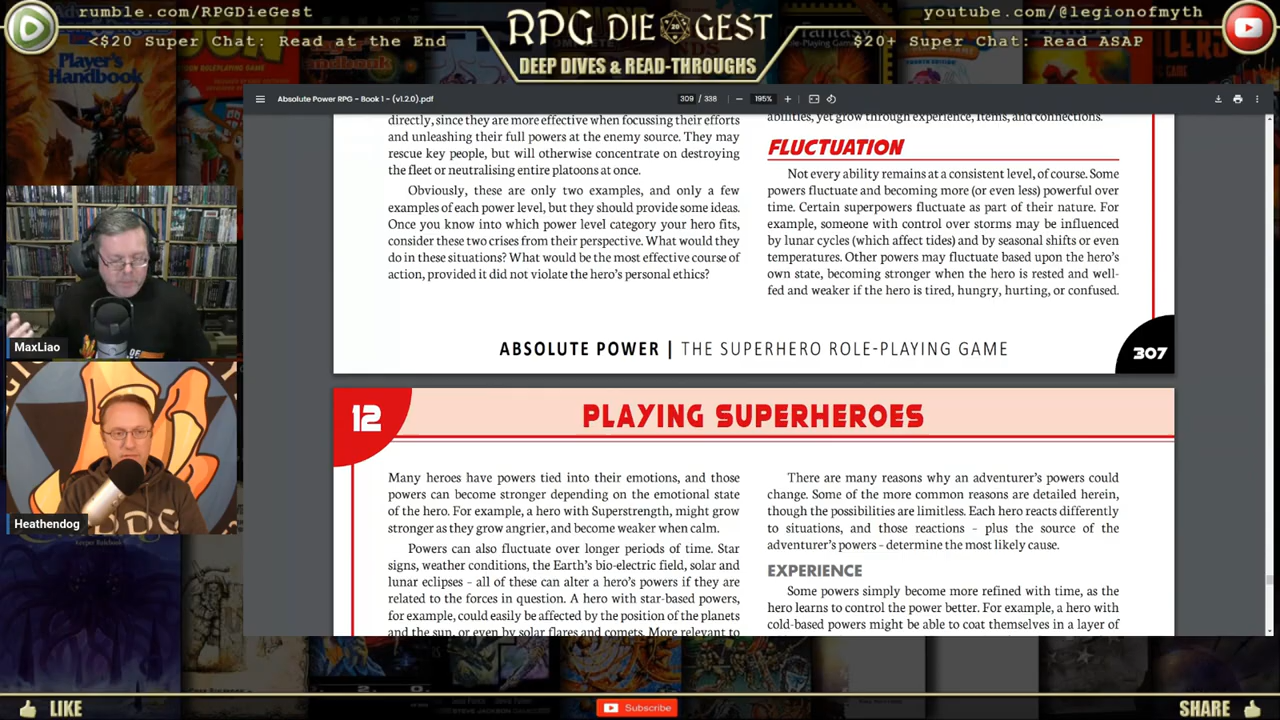 rumble.com/RPGDieGest
<$20 Super Chat: Read at the End
RPG DIE GEST
DEEP DIVES & READ-THROUGHS
youtube.com/@legionofmyth
$20+ Super Chat: Read ASAP
Player's
Handbook
Absolute Power RPG - Book 1 - (v1.2.0).pdf
309 / 338
195%
directly, since they are more effective when focussing their efforts
and unleashing their full powers at the enemy source. They may
rescue key people, but will otherwise concentrate on destroying
the fleet or neutralising entire platoons at once.
Obviously, these are only two examples, and only a few
examples of each power level, but they should provide some ideas.
Once you know into which power level category your hero fits,
consider these two crises from their perspective. What would they
do in these situations? What would be the most effective course of
action, provided it did not violate the hero's personal ethics?
abilities, yet grow through experience, Items, and connections.
FLUCTUATION
Not every ability remains at a consistent level, of course. Some
powers fluctuate and becoming more (or even less) powerful over
time. Certain superpowers fluctuate as part of their nature. For
example, someone with control over storms may be influenced
by lunar cycles (which affect tides) and by seasonal shifts or even
temperatures. Other powers may fluctuate based upon the hero's
own state, becoming stronger when the hero is rested and well-
fed and weaker if the hero is tired, hungry, hurting, or confused.
ABSOLUTE POWER | THE SUPERHERO ROLE-PLAYING GAME
307
12
PLAYING SUPERHEROES
Many heroes have powers tied into their emotions, and those
powers can become stronger depending on the emotional state
of the hero. For example, a hero with Superstrength, might grow
stronger as they grow angrier, and become weaker when calm.
Powers can also fluctuate over longer periods of time. Star
signs, weather conditions, the Earth's bio-electric field, solar and
lunar eclipses – all of these can alter a hero's powers if they are
related to the forces in question. A hero with star-based powers,
for example, could easily be affected by the position of the planets
and the sun, or even by solar flares and comets. More relevant to
There are many reasons why an adventurer's powers could
change. Some of the more common reasons are detailed herein,
though the possibilities are limitless. Each hero reacts differently
to situations, and those reactions – plus the source of the
adventurer's powers – determine the most likely cause.
EXPERIENCE
Some powers simply become more refined with time, as the
hero learns to control the power better. For example, a hero with
cold-based powers might be able to coat themselves in a layer of
MaxLiao
Heathendog
LIKE
Subscribe
SHARE